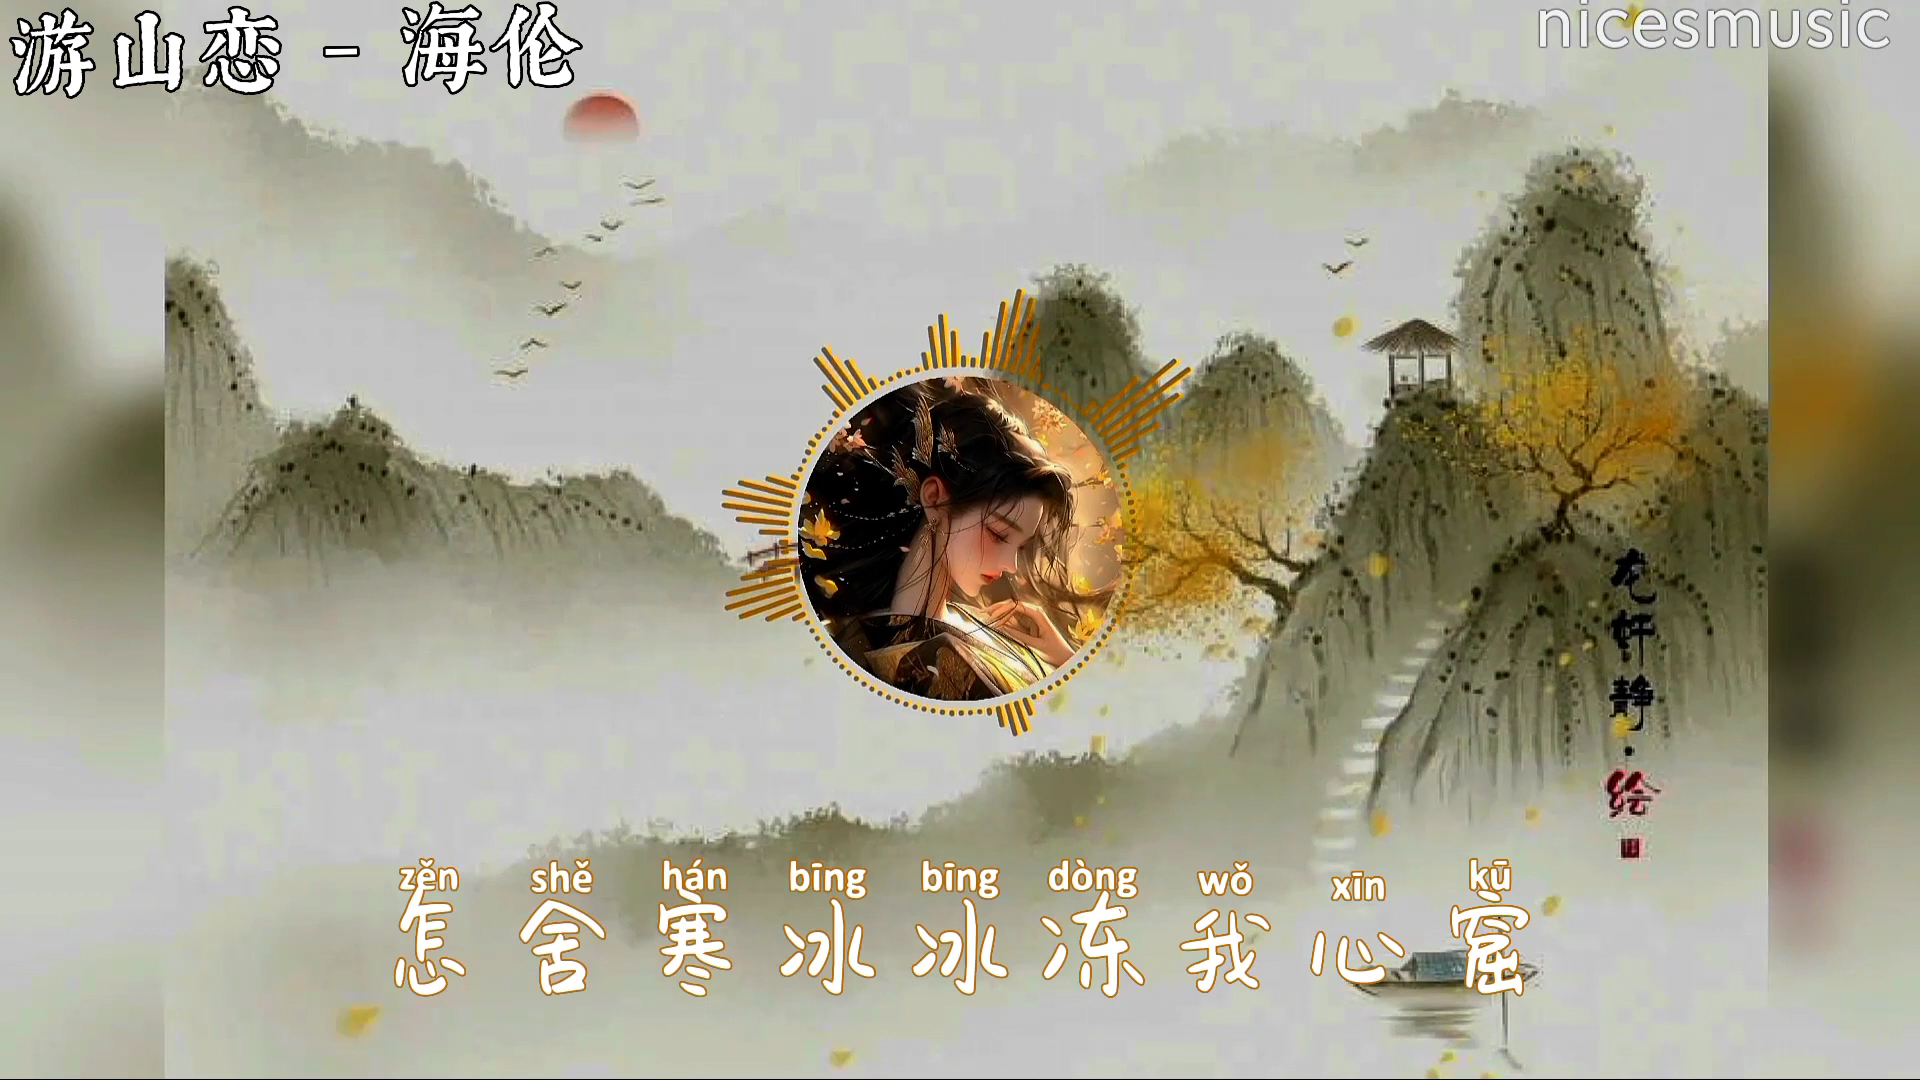 游山恋 - 海伦
nicesmusic
龙轩静·绘
zěn shě hán bīng bīng dòng wǒ xīn kū
怎舍寒冰冰冻我心窟